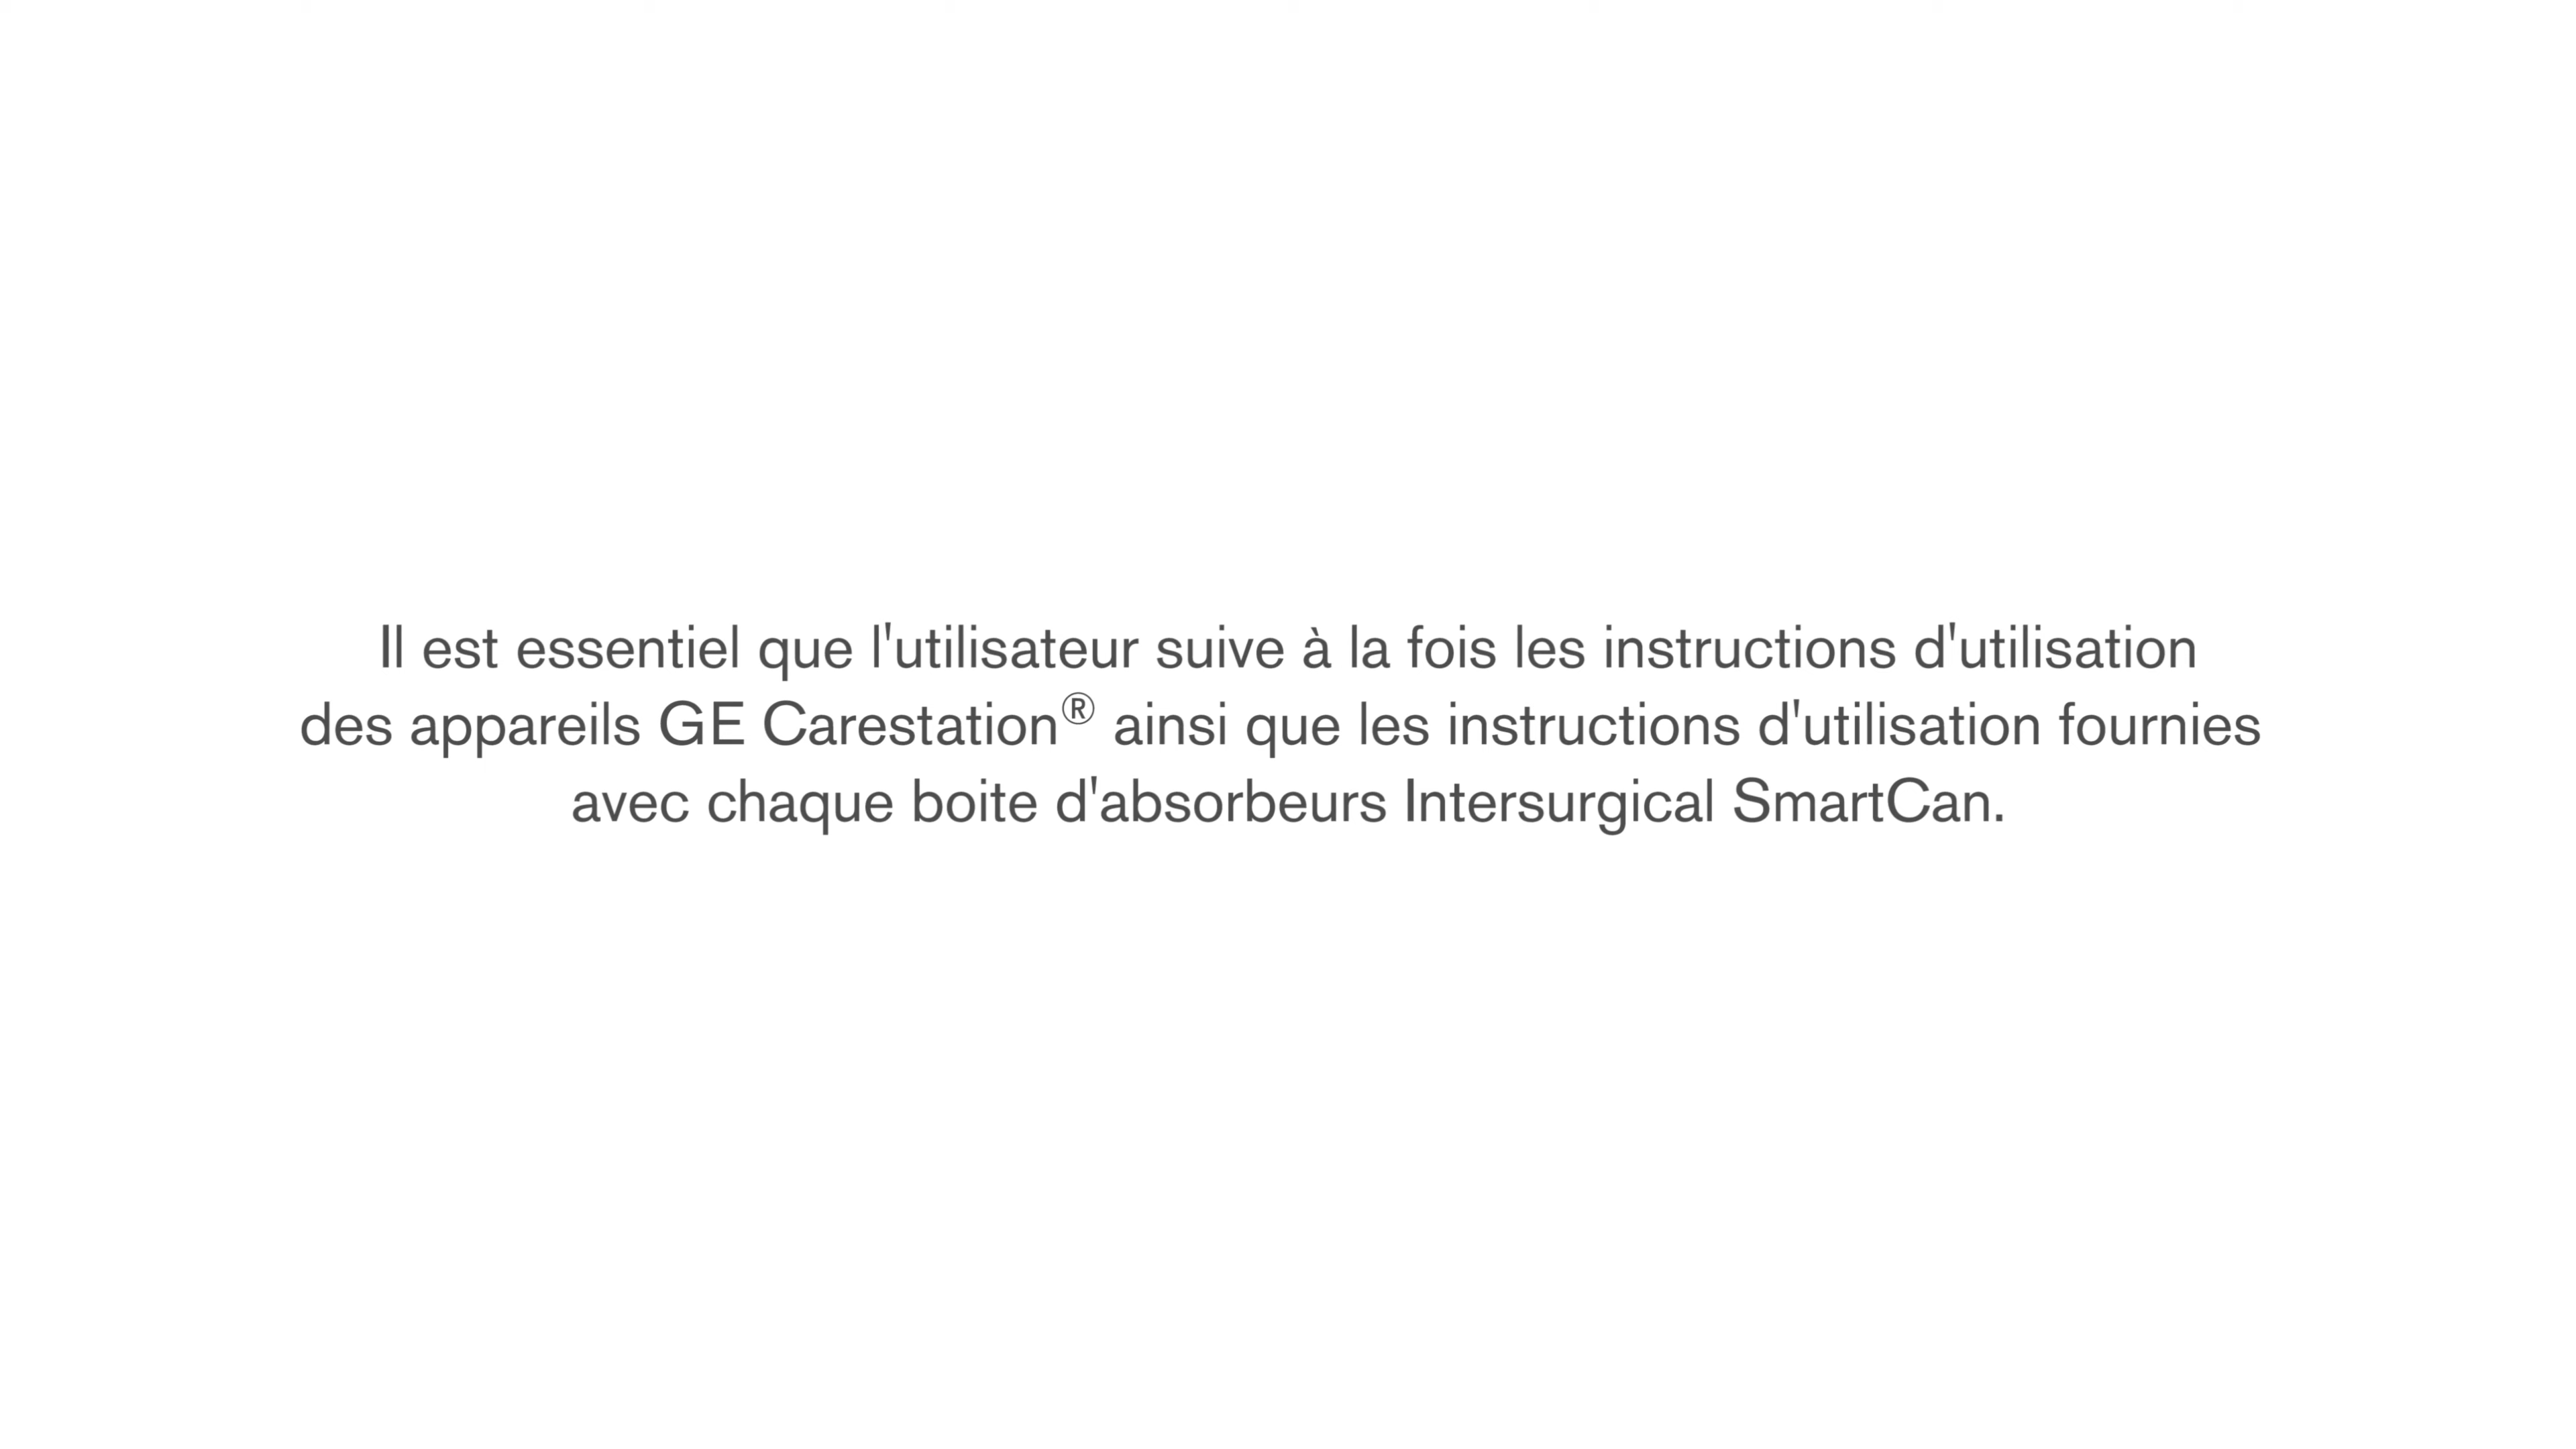 Il est essentiel que l'utilisateur suive à la fois les instructions d'utilisation
des appareils GE Carestation® ainsi que les instructions d'utilisation fournies
avec chaque boite d'absorbeurs Intersurgical SmartCan.